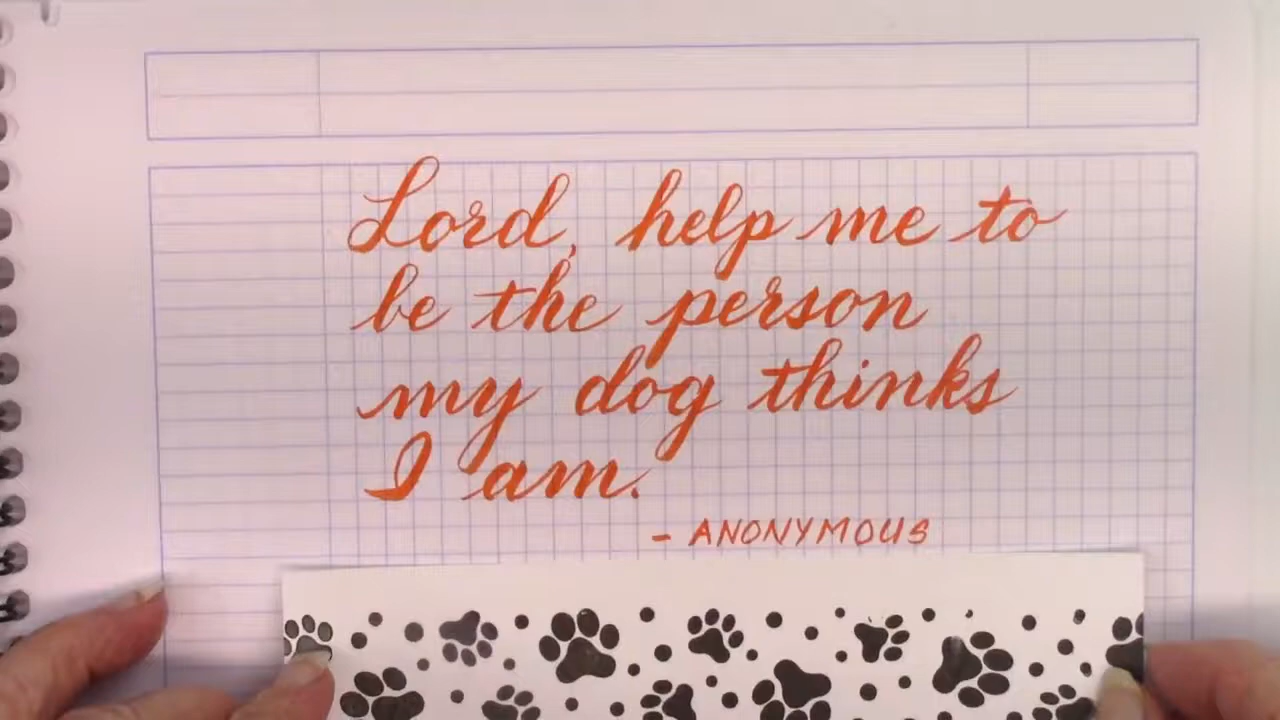 Lord, help me to
be the person
my dog thinks
I am.
- ANONYMOUS